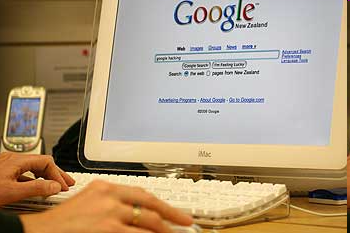 Google™
New Zealand
Web Images Groups News more »
google hacking
Advanced Search
Preferences
Language Tools
Google Search I'm Feeling Lucky
Search: the web pages from New Zealand
Advertising Programs - About Google - Go to Google.com
©2006 Google
iMac